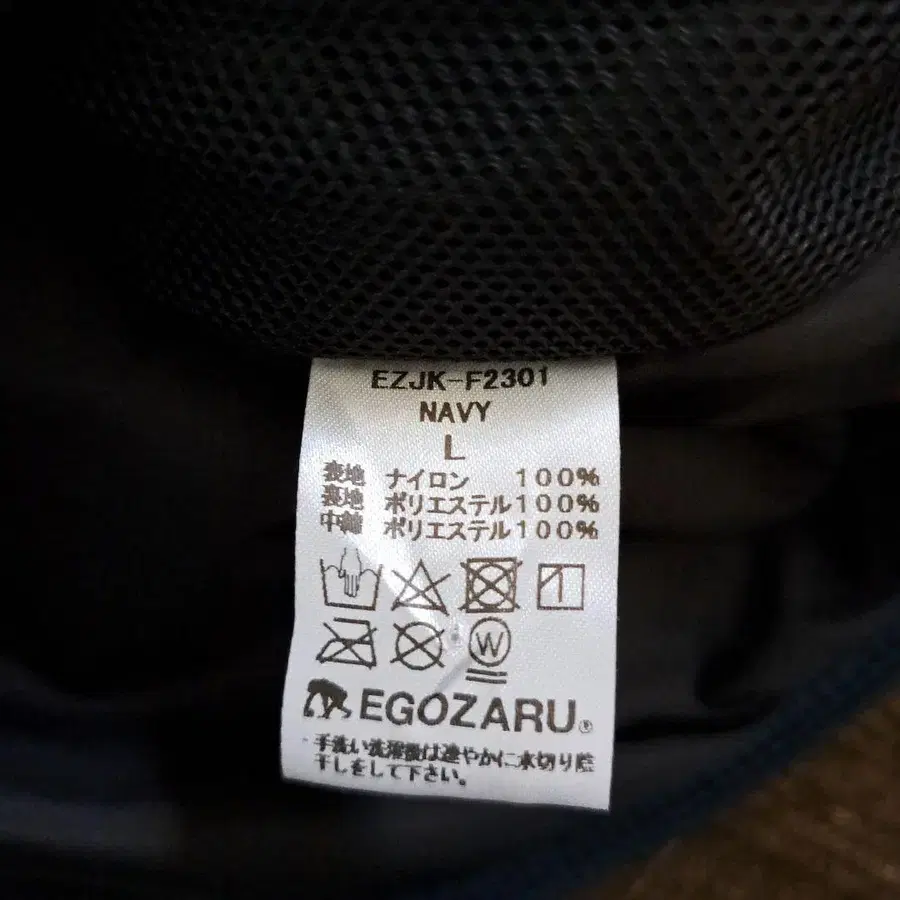 EZJK-F2301
NAVY
L
表地 ナイロン 100%
裏地 ポリエステル100%
中綿 ポリエステル100%
W
EGOZARU®
手洗い洗濯後は速やかに水切り陰
干しをして下さい。